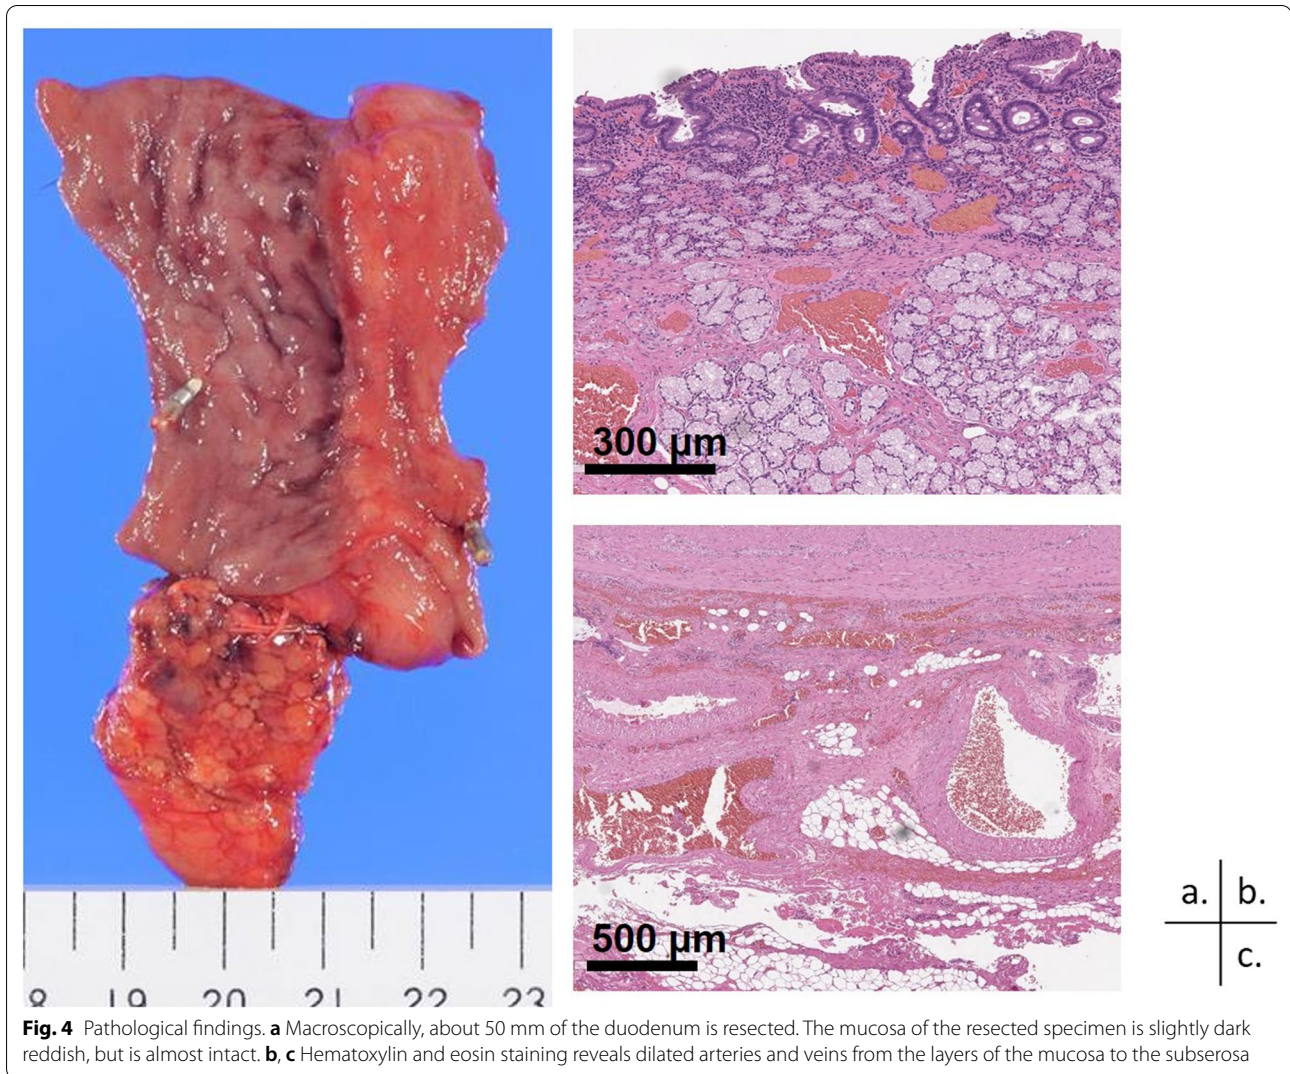 300 µm
500 µm
8 19 20 21 22 23
a. b.
c.
Fig. 4 Pathological findings. a Macroscopically, about 50 mm of the duodenum is resected. The mucosa of the resected specimen is slightly dark
reddish, but is almost intact. b, c Hematoxylin and eosin staining reveals dilated arteries and veins from the layers of the mucosa to the subserosa